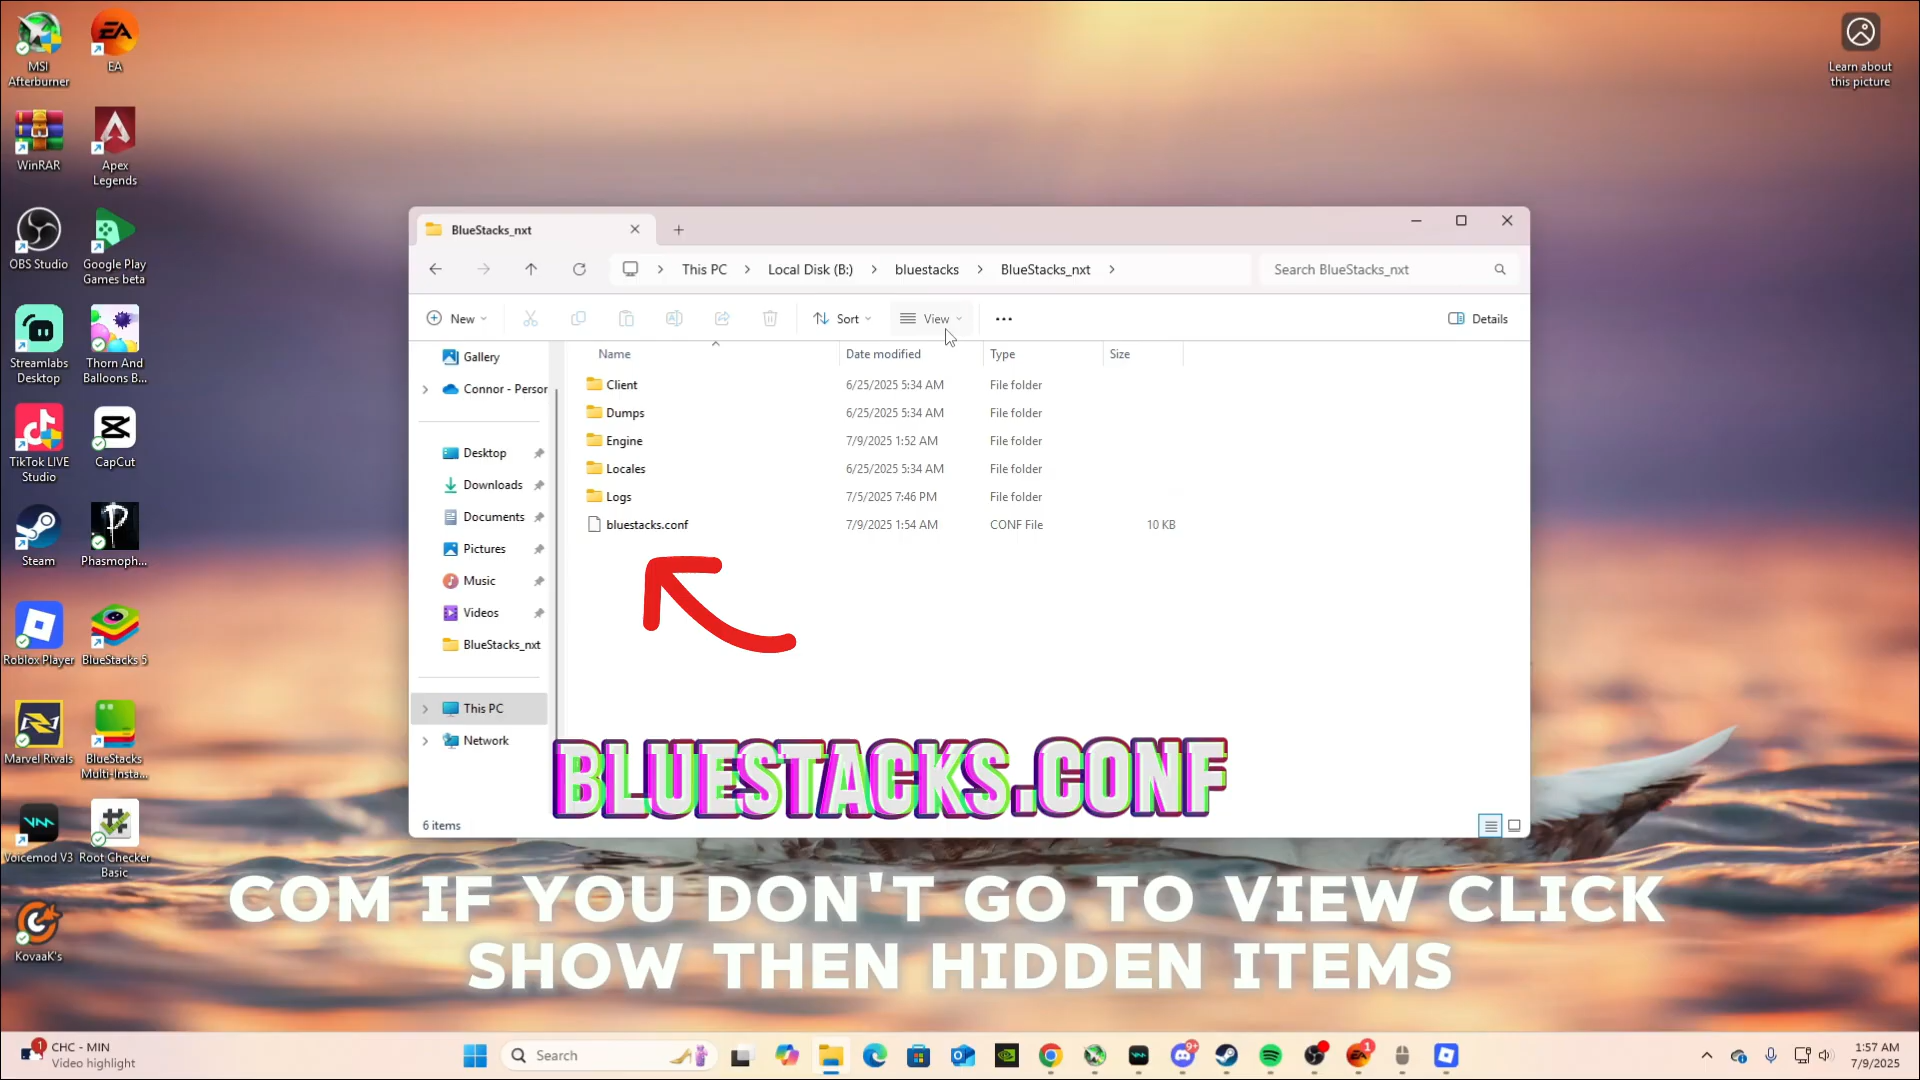 MSI
Afterburner
EA
WinRAR
Apex
Legends
OBS Studio
Google Play
Games beta
Streamlabs
Desktop
Thorn And
Balloons B...
TikTok LIVE
Studio
CapCut
Steam
Phasmoph...
Roblox Player
BlueStacks 5
Marvel Rivals
BlueStacks
Multi-Insta...
Voicemod V3
Root Checker
Basic
KovaaK's
Learn about
this picture
BlueStacks_nxt
This PC
Local Disk (B:)
bluestacks
BlueStacks_nxt
Search BlueStacks_nxt
New
Sort
View
Details
Gallery
Connor - Person
Desktop
Downloads
Documents
Pictures
Music
Videos
BlueStacks_nxt
This PC
Network
Name Date modified Type Size
Client 6/25/2025 5:34 AM File folder
Dumps 6/25/2025 5:34 AM File folder
Engine 7/9/2025 1:52 AM File folder
Locales 6/25/2025 5:34 AM File folder
Logs 7/5/2025 7:46 PM File folder
bluestacks.conf 7/9/2025 1:54 AM CONF File 10 KB
BLUESTACKS.CONF
6 items
COM IF YOU DON'T GO TO VIEW CLICK
SHOW THEN HIDDEN ITEMS
1
CHC - MIN
Video highlight
Search
9+
1
1:57 AM
7/9/2025